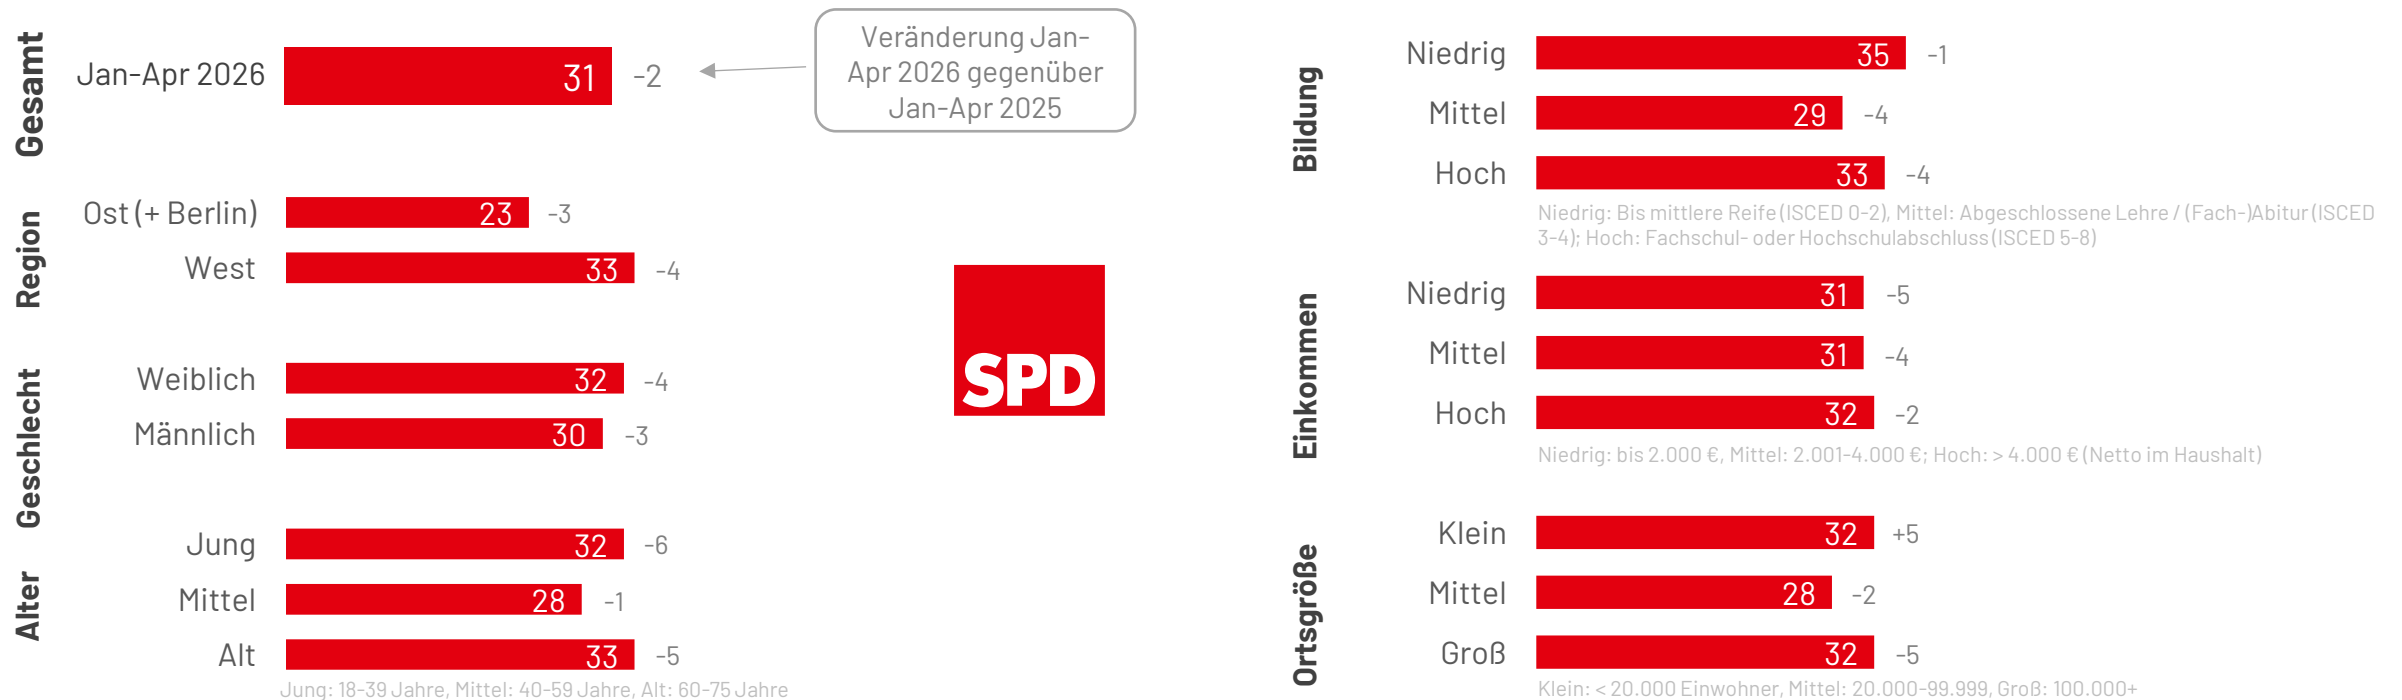 Gesamt
Jan-Apr 2026 31 -2
Veränderung Jan-
Apr 2026 gegenüber
Jan-Apr 2025
Region
Ost (+ Berlin) 23 -3
West 33 -4
Geschlecht
Weiblich 32 -4
Männlich 30 -3
Alter
Jung 32 -6
Mittel 28 -1
Alt 33 -5
Jung: 18-39 Jahre, Mittel: 40-59 Jahre, Alt: 60-75 Jahre
SPD
Bildung
Niedrig 35 -1
Mittel 29 -4
Hoch 33 -4
Niedrig: Bis mittlere Reife (ISCED 0-2), Mittel: Abgeschlossene Lehre / (Fach-)Abitur (ISCED
3-4); Hoch: Fachschul- oder Hochschulabschluss (ISCED 5-8)
Einkommen
Niedrig 31 -5
Mittel 31 -4
Hoch 32 -2
Niedrig: bis 2.000 €, Mittel: 2.001-4.000 €; Hoch: > 4.000 € (Netto im Haushalt)
Ortsgröße
Klein 32 +5
Mittel 28 -2
Groß 32 -5
Klein: < 20.000 Einwohner, Mittel: 20.000-99.999, Groß: 100.000+